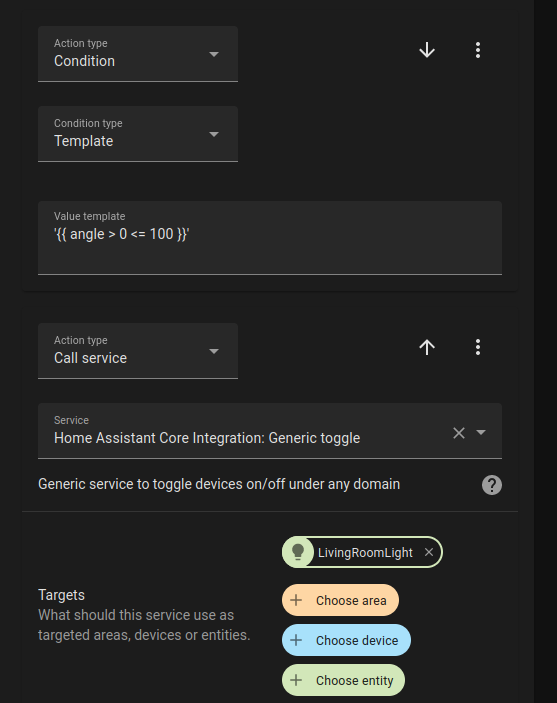 Action type
Condition
Condition type
Template
Value template
'{{ angle > 0 <= 100 }}'
Action type
Call service
Service
Home Assistant Core Integration: Generic toggle
Generic service to toggle devices on/off under any domain
?
LivingRoomLight
Targets
What should this service use as
targeted areas, devices or entities.
Choose area
Choose device
Choose entity